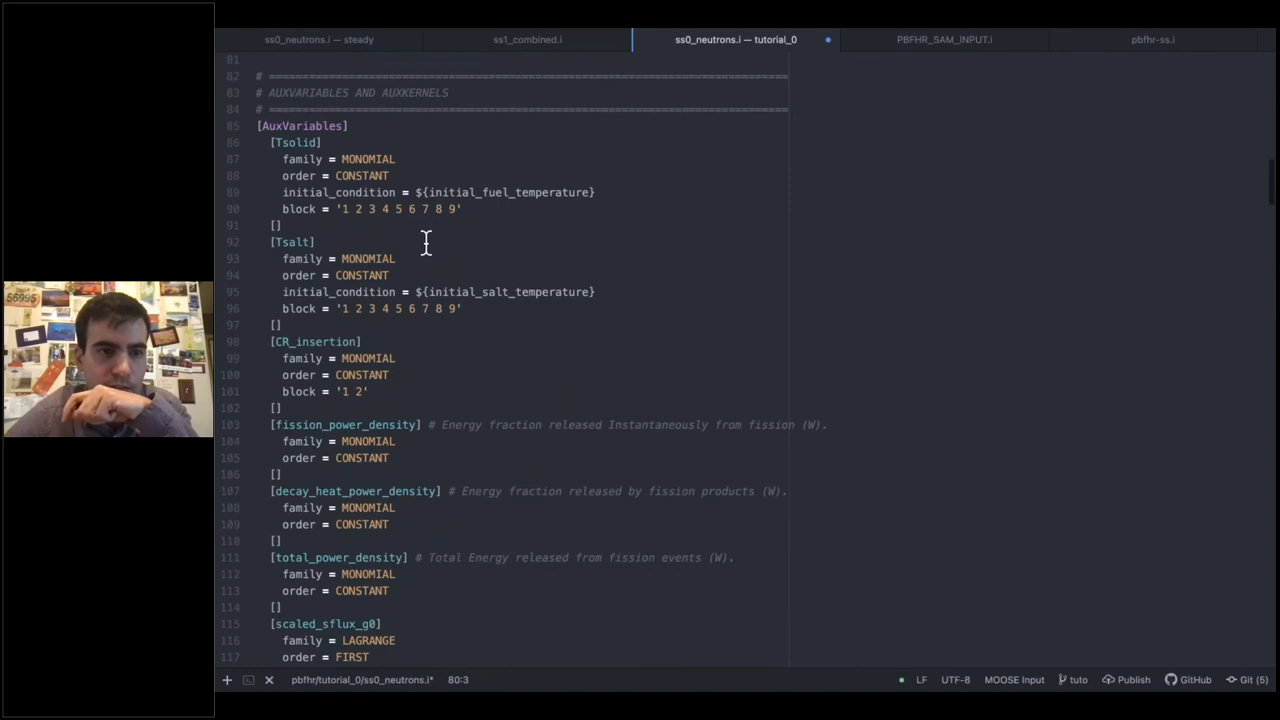 ss0_neutrons.i — steady
ss1_combined.i
ss0_neutrons.i — tutorial_0
PBFHR_SAM_INPUT.i
pbfhr-ss.i
81
82 # ==============================================================================
83 # AUXVARIABLES AND AUXKERNELS
84 # ==============================================================================
85 [AuxVariables]
86 [Tsolid]
87 family = MONOMIAL
88 order = CONSTANT
89 initial_condition = ${initial_fuel_temperature}
90 block = '1 2 3 4 5 6 7 8 9'
91 []
92 [Tsalt]
93 family = MONOMIAL
94 order = CONSTANT
95 initial_condition = ${initial_salt_temperature}
96 block = '1 2 3 4 5 6 7 8 9'
97 []
98 [CR_insertion]
99 family = MONOMIAL
100 order = CONSTANT
101 block = '1 2'
102 []
103 [fission_power_density] # Energy fraction released Instantaneously from fission (W).
104 family = MONOMIAL
105 order = CONSTANT
106 []
107 [decay_heat_power_density] # Energy fraction released by fission products (W).
108 family = MONOMIAL
109 order = CONSTANT
110 []
111 [total_power_density] # Total Energy released from fission events (W).
112 family = MONOMIAL
113 order = CONSTANT
114 []
115 [scaled_sflux_g0]
116 family = LAGRANGE
117 order = FIRST
pbfhr/tutorial_0/ss0_neutrons.i* 80:3
LF UTF-8 MOOSE Input tuto Publish GitHub Git (5)
56995